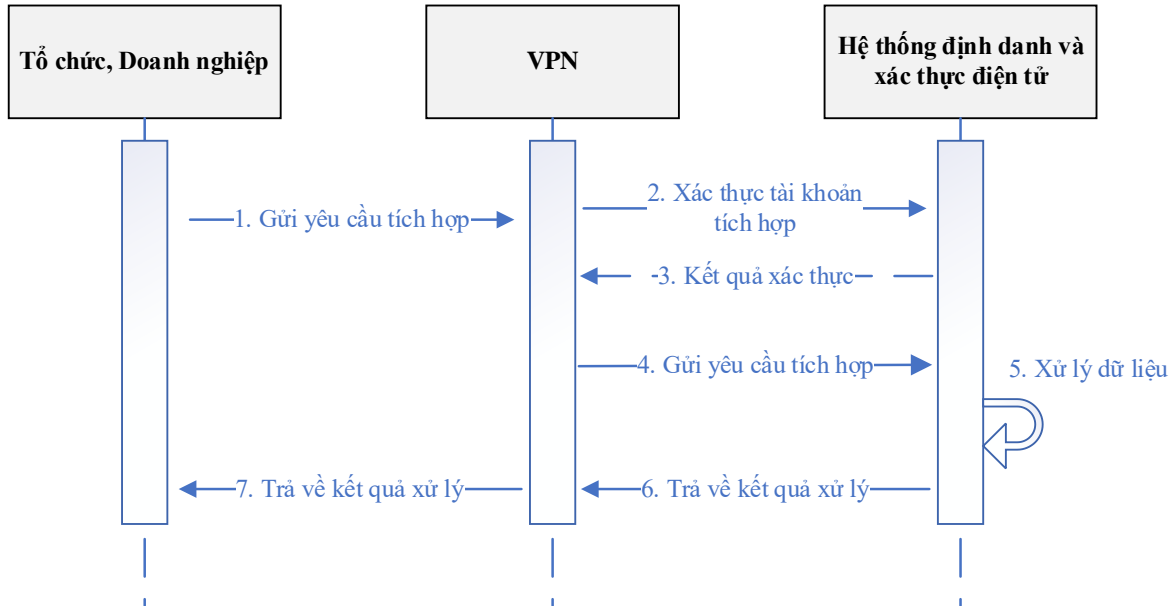 Tổ chức, Doanh nghiệp
VPN
Hệ thống định danh và
xác thực điện tử
1. Gửi yêu cầu tích hợp
2. Xác thực tài khoản
tích hợp
3. Kết quả xác thực
4. Gửi yêu cầu tích hợp
5. Xử lý dữ liệu
7. Trả về kết quả xử lý
6. Trả về kết quả xử lý